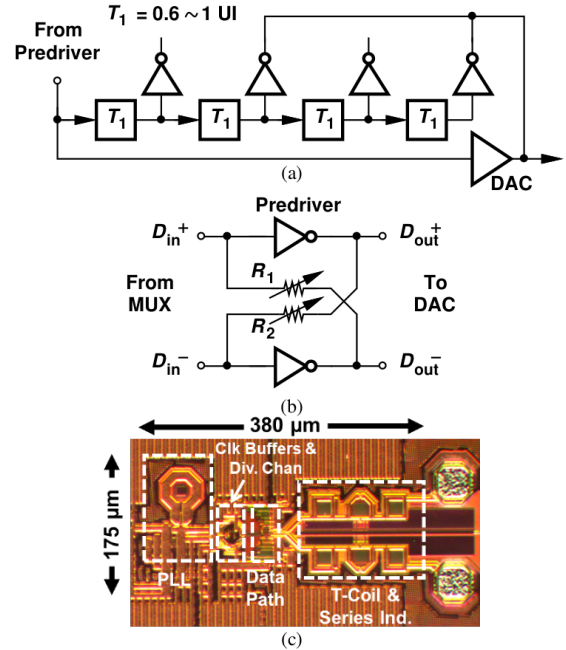 T1 = 0.6 ~ 1 UI
From
Predriver
T1
T1
T1
T1
DAC
(a)
Predriver
Din+
Dout+
R1
From
MUX
To
DAC
R2
Din−
Dout−
(b)
380 µm
Clk Buffers &
Div. Chan
175 µm
PLL
Data
Path
T-Coil &
Series Ind.
(c)